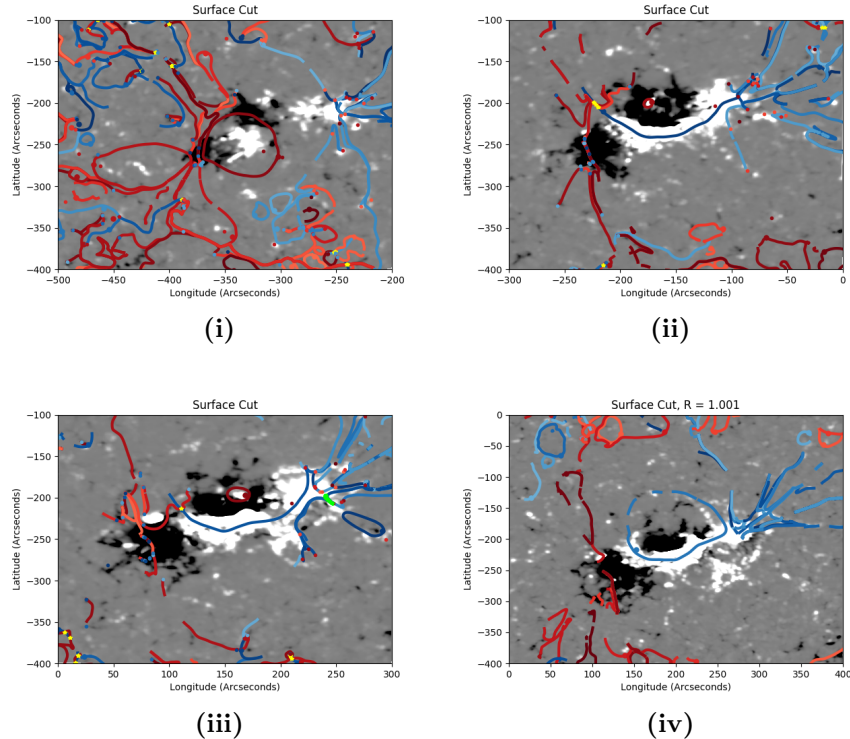 Surface Cut
−100
−150
−200
−250
−300
−350
−400
Latitude (Arcseconds)
−500 −450 −400 −350 −300 −250 −200
Longitude (Arcseconds)
(i)
Surface Cut
−100
−150
−200
−250
−300
−350
−400
Latitude (Arcseconds)
−300 −250 −200 −150 −100 −50 0
Longitude (Arcseconds)
(ii)
Surface Cut
−100
−150
−200
−250
−300
−350
−400
Latitude (Arcseconds)
0 50 100 150 200 250 300
Longitude (Arcseconds)
(iii)
Surface Cut, R = 1.001
0
−50
−100
−150
−200
−250
−300
−350
−400
Latitude (Arcseconds)
0 50 100 150 200 250 300 350 400
Longitude (Arcseconds)
(iv)